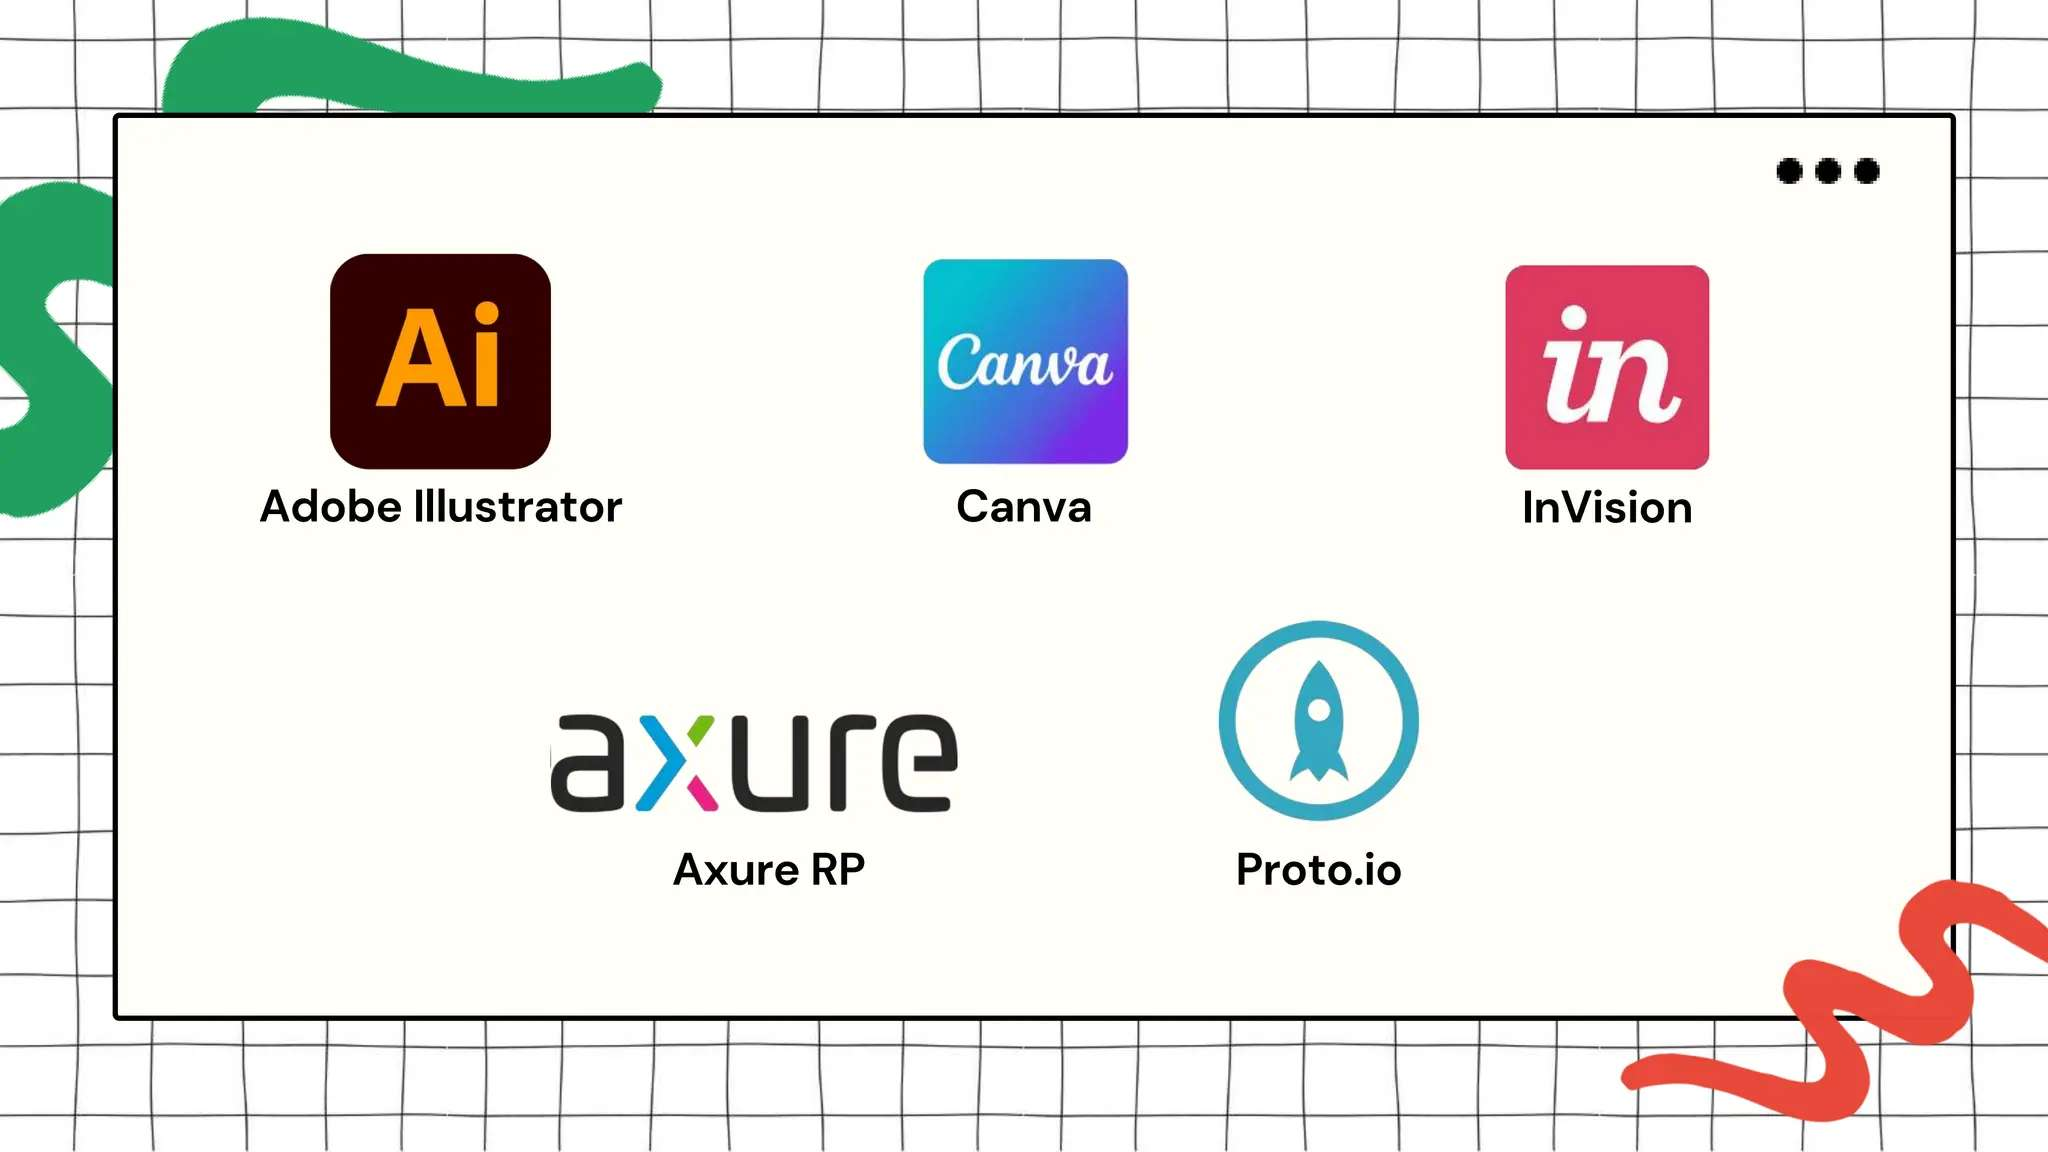 Ai
Canva
in
Adobe Illustrator
Canva
InVision
axure
Axure RP
Proto.io